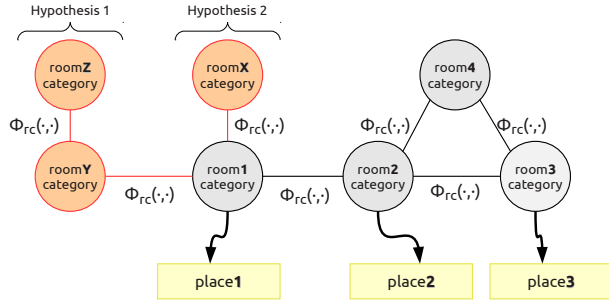 Hypothesis 1
Hypothesis 2
roomZ
category
roomX
category
room4
category
Φrc(·,·)
Φrc(·,·)
Φrc(·,·)
Φrc(·,·)
roomY
category
room1
category
room2
category
room3
category
Φrc(·,·)
Φrc(·,·)
Φrc(·,·)
place1
place2
place3